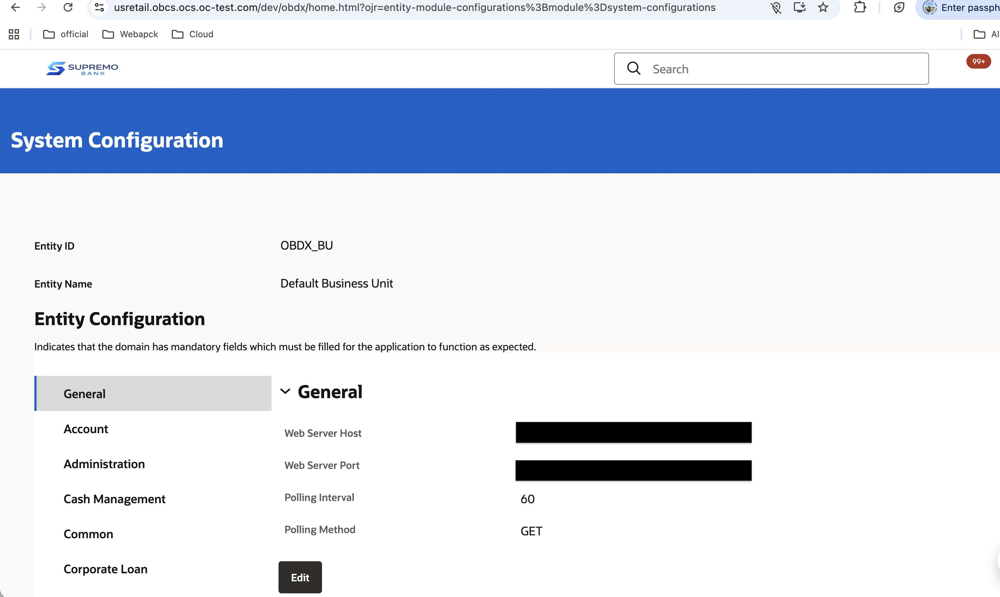 usretail.obcs.ocs.oc-test.com/dev/obdx/home.html?ojr=entity-module-configurations%3Bmodule%3Dsystem-configurations
Enter passph
official
Webapck
Cloud
Al
SUPREMO
BANK
Search
99+
System Configuration
Entity ID
OBDX_BU
Entity Name
Default Business Unit
Entity Configuration
Indicates that the domain has mandatory fields which must be filled for the application to function as expected.
General
Account
Administration
Cash Management
Common
Corporate Loan
General
Web Server Host
Web Server Port
Polling Interval
60
Polling Method
GET
Edit